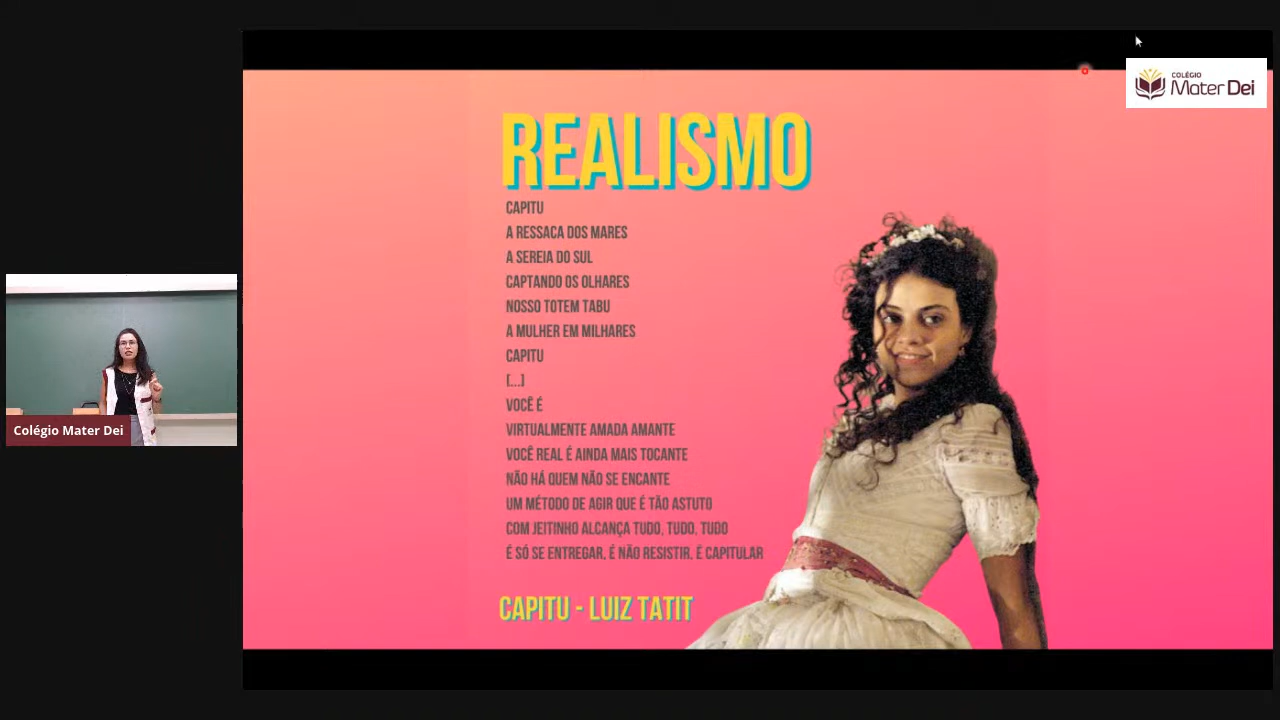 COLÉGIO
Mater Dei
REALISMO
CAPITU
A RESSACA DOS MARES
A SEREIA DO SUL
CAPTANDO OS OLHARES
NOSSO TOTEM TABU
A MULHER EM MILHARES
CAPITU
[...]
VOCÊ É
VIRTUALMENTE AMADA AMANTE
VOCÊ REAL É AINDA MAIS TOCANTE
NÃO HÁ QUEM NÃO SE ENCANTE
UM MÉTODO DE AGIR QUE É TÃO ASTUTO
COM JEITINHO ALCANÇA TUDO, TUDO, TUDO
É SÓ SE ENTREGAR, É NÃO RESISTIR, É CAPITULAR
CAPITU - LUIZ TATIT
Colégio Mater Dei